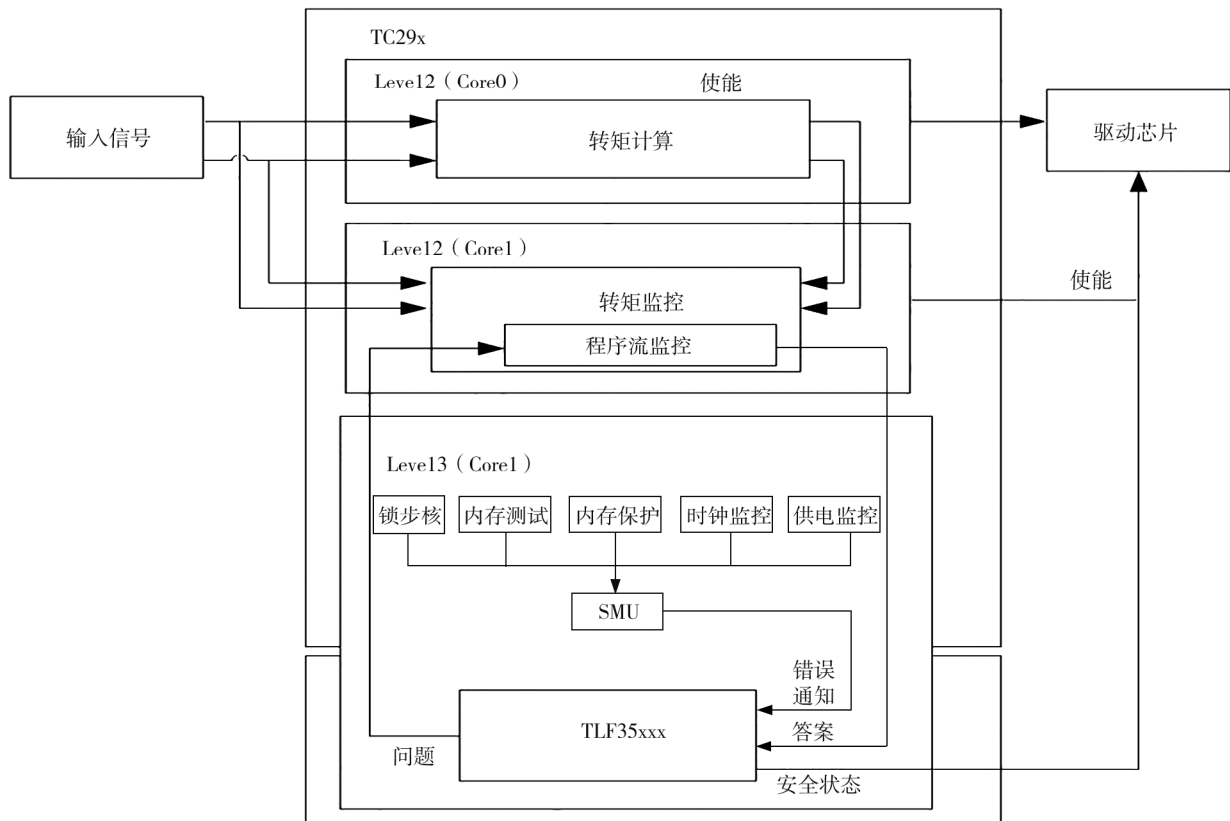 TC29x
Leve12（Core0）
使能
输入信号
转矩计算
驱动芯片
Leve12（Core1）
转矩监控
使能
程序流监控
Leve13（Core1）
锁步核
内存测试
内存保护
时钟监控
供电监控
SMU
错误
通知
TLF35xxx
答案
问题
安全状态